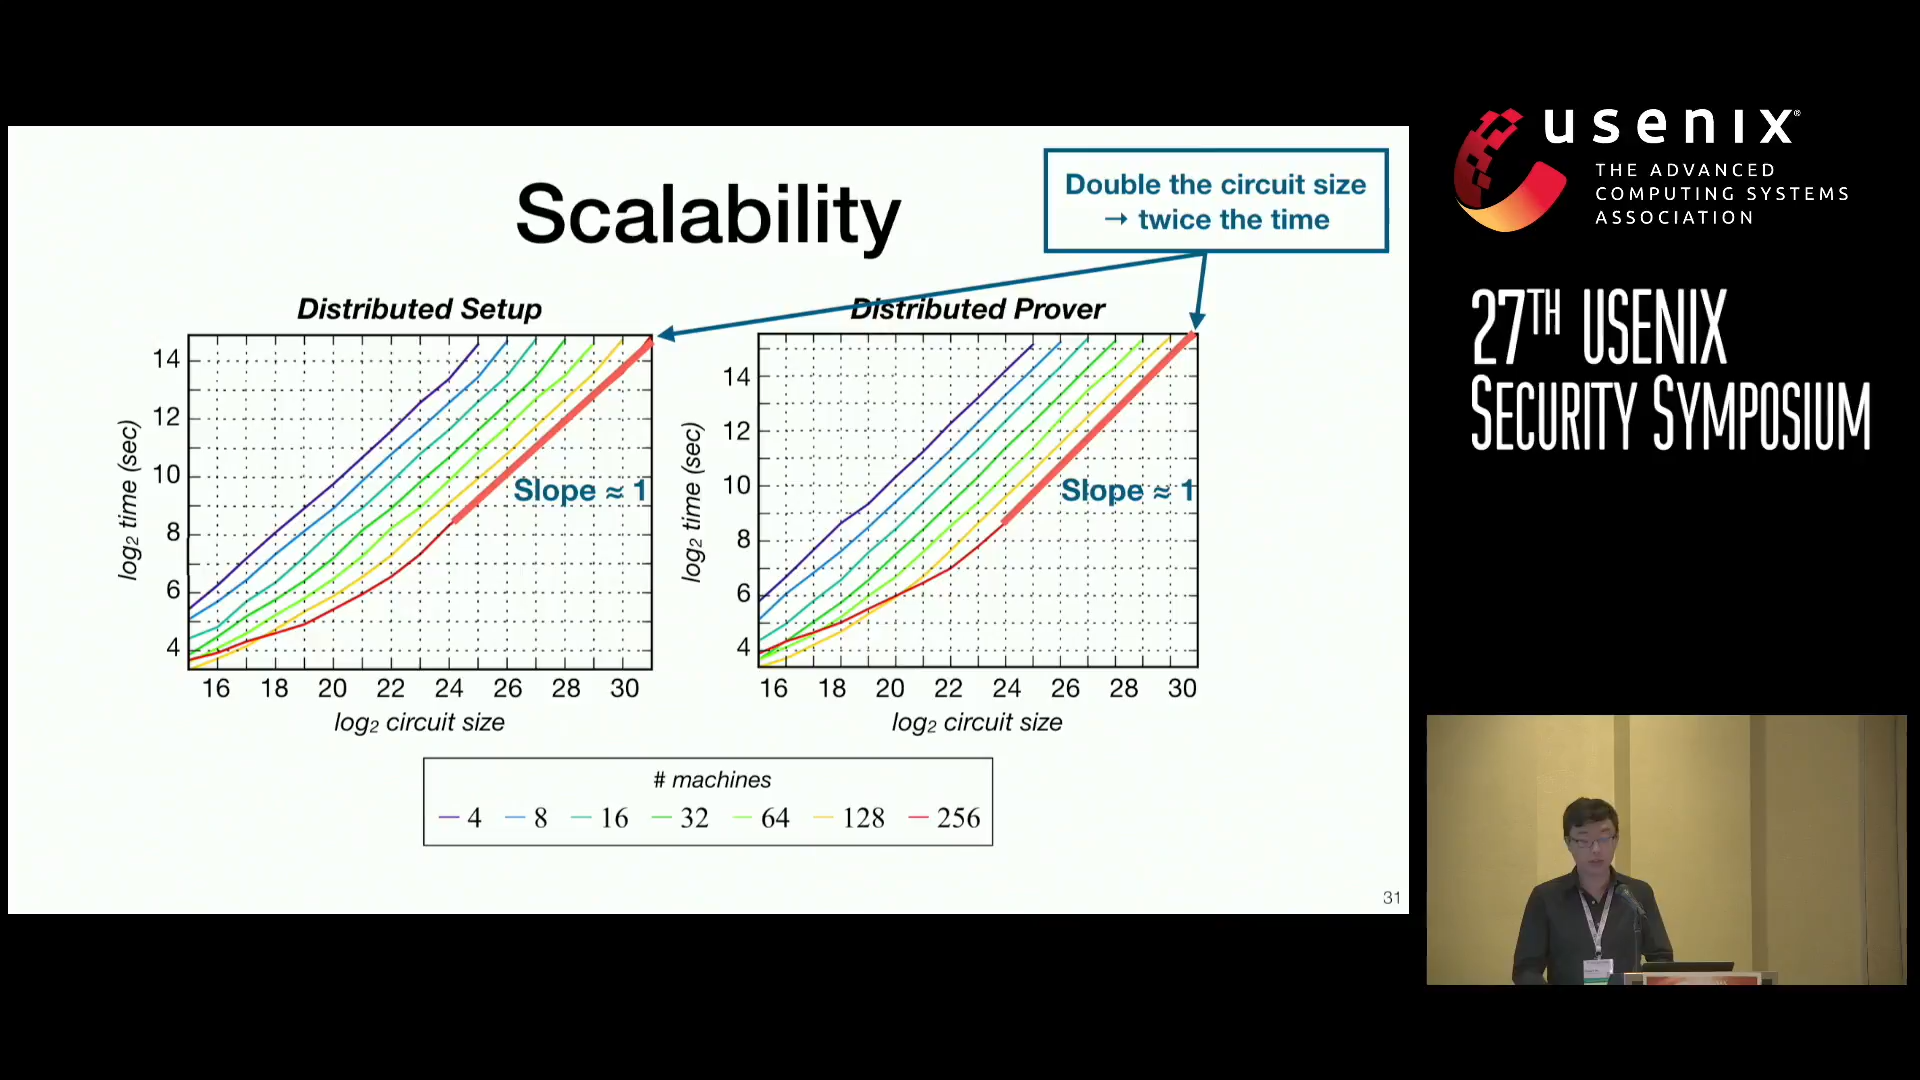 Scalability
Double the circuit size
→ twice the time
Distributed Setup
Distributed Prover
14
12
10
8
6
4
log₂ time (sec)
Slope ≈ 1
16 18 20 22 24 26 28 30
log₂ circuit size
14
12
10
8
6
4
log₂ time (sec)
Slope ≈ 1
16 18 20 22 24 26 28 30
log₂ circuit size
# machines
4 8 16 32 64 128 256
31
usenix®
THE ADVANCED
COMPUTING SYSTEMS
ASSOCIATION
27TH USENIX
SECURITY SYMPOSIUM